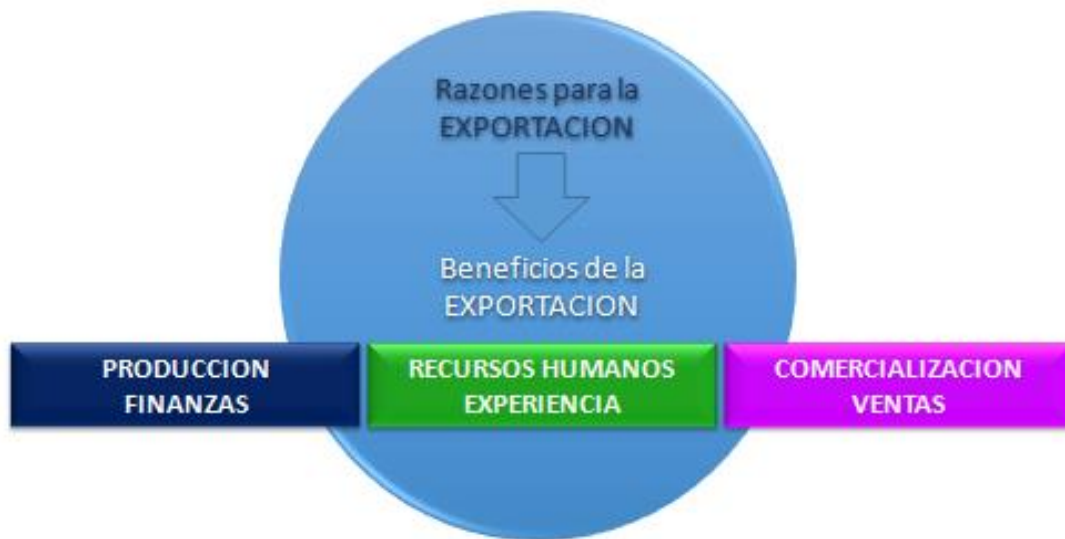 Razones para la
EXPORTACION
Beneficios de la
EXPORTACION
PRODUCCION
FINANZAS
RECURSOS HUMANOS
EXPERIENCIA
COMERCIALIZACION
VENTAS